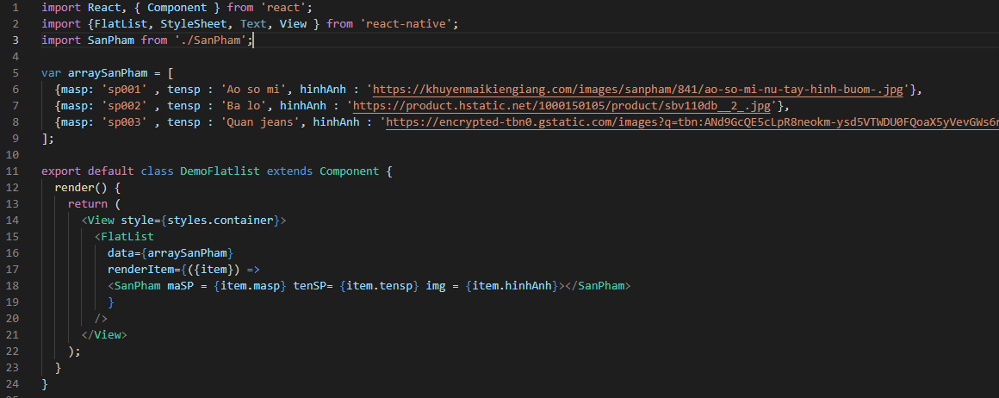 1 import React, { Component } from 'react';
2 import {FlatList, StyleSheet, Text, View } from 'react-native';
3 import SanPham from './SanPham';
4
5 var arraySanPham = [
6 {masp: 'sp001' , tensp : 'Ao so mi', hinhAnh : 'https://khuyenmaikiengiang.com/images/sanpham/841/ao-so-mi-nu-tay-hinh-buom-.jpg'},
7 {masp: 'sp002' , tensp : 'Ba lo', hinhAnh : 'https://product.hstatic.net/1000150105/product/sbv110db__2_.jpg'},
8 {masp: 'sp003' , tensp : 'Quan jeans', hinhAnh : 'https://encrypted-tbn0.gstatic.com/images?q=tbn:ANd9GcQE5cLpR8neokm-ysd5VTWDU0FQoaX5yVevGWs6r
9 ];
10
11 export default class DemoFlatlist extends Component {
12 render() {
13 return (
14 <View style={styles.container}>
15 <FlatList
16 data={arraySanPham}
17 renderItem={({item}) =>
18 <SanPham maSP = {item.masp} tenSP= {item.tensp} img = {item.hinhAnh}></SanPham>
19 }
20 />
21 </View>
22 );
23 }
24 }